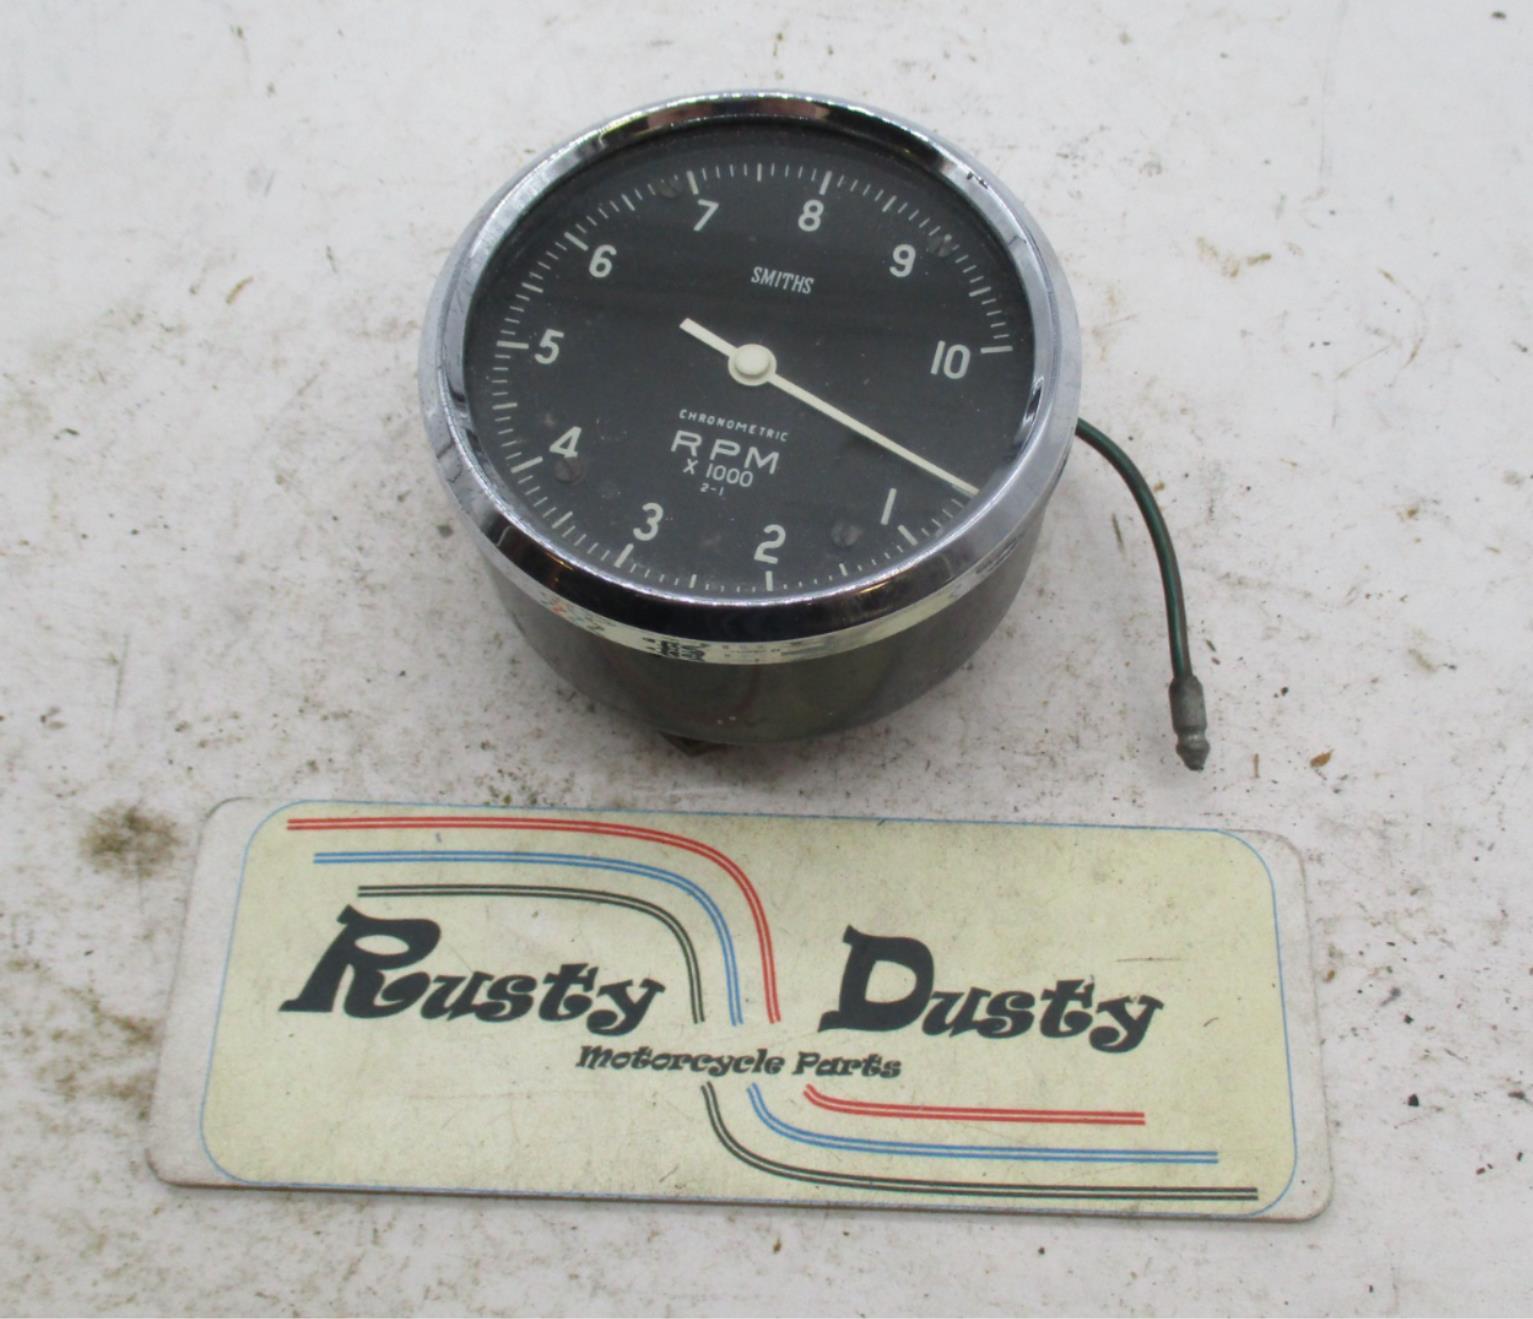 7 8
6 9
SMITHS
5 10
CHRONOMETRIC
RPM
4
X 1000
2-1
1
3 2
Rusty Dusty
Motorcycle Parts